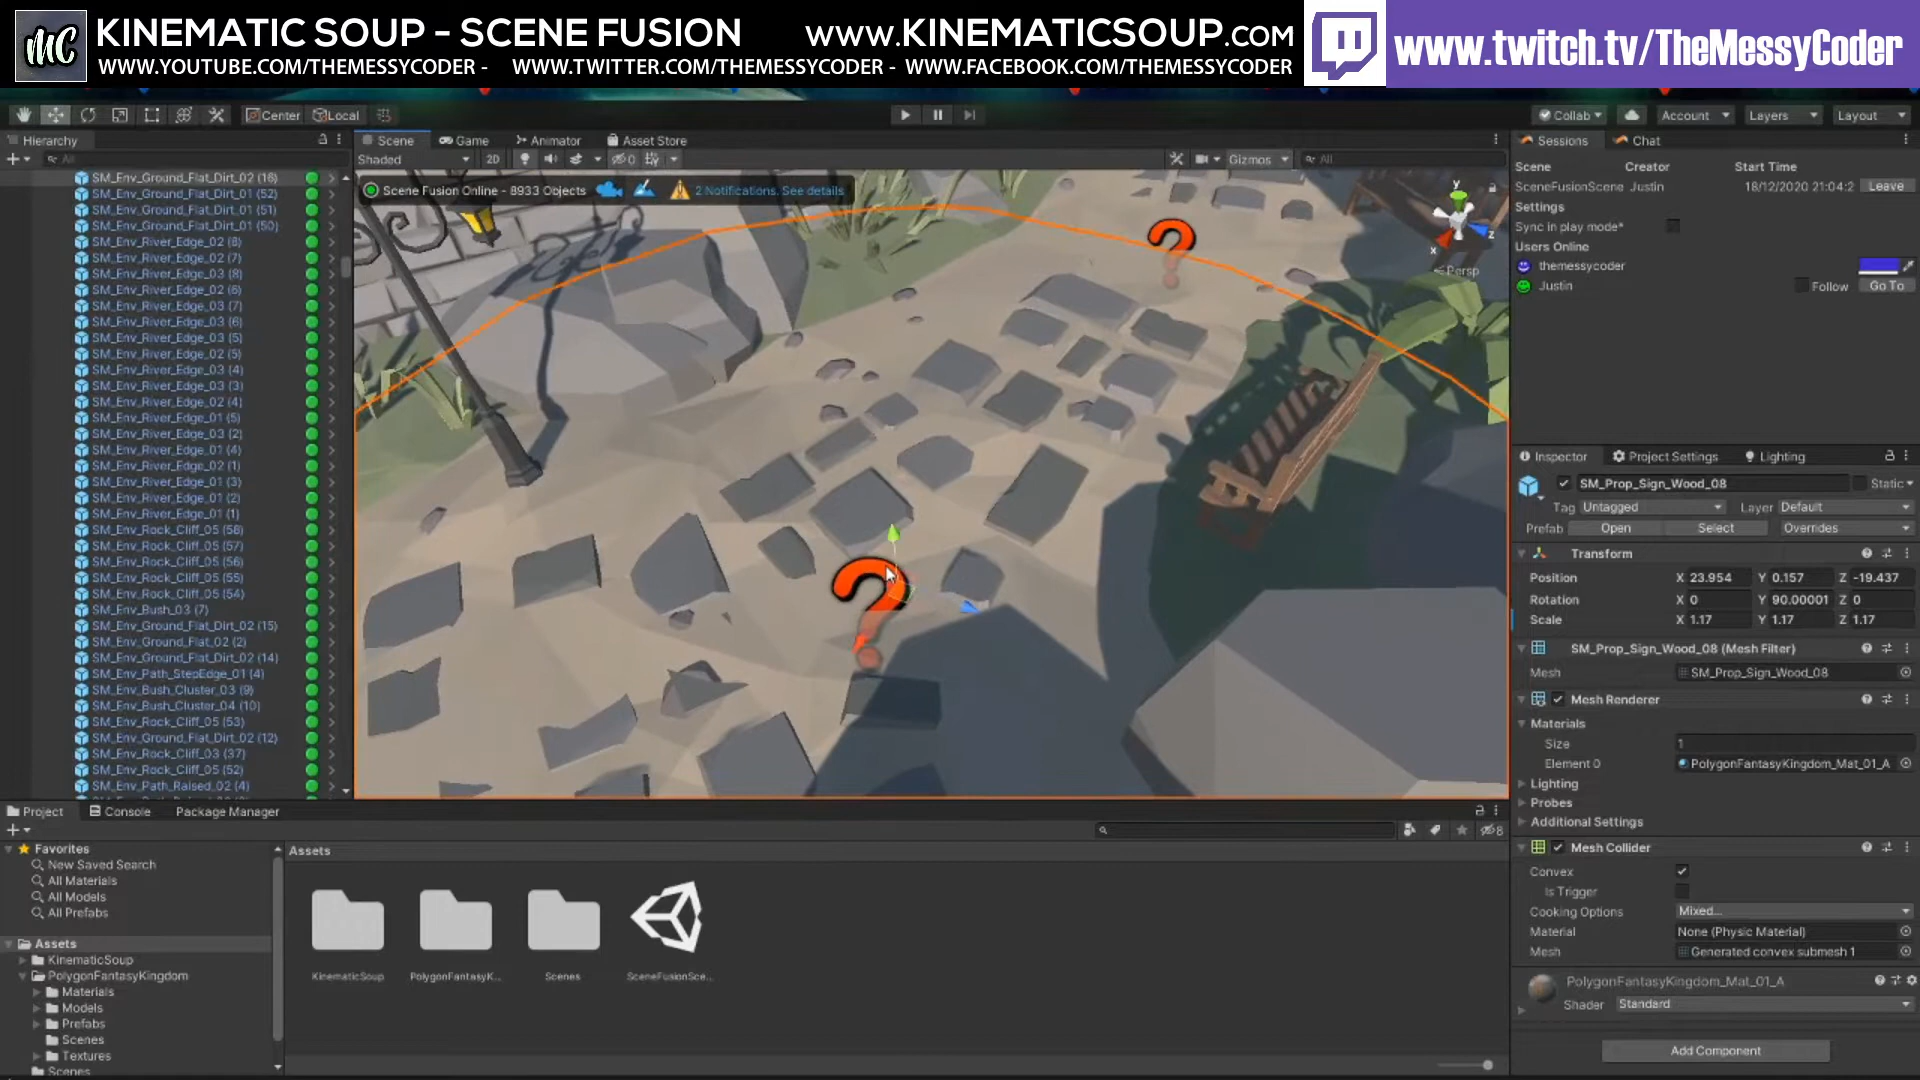 MC KINEMATIC SOUP - SCENE FUSION www.KINEMATICSOUP.com www.twitch.tv/TheMessyCoder
WWW.YOUTUBE.COM/THEMESSYCODER - WWW.TWITTER.COM/THEMESSYCODER - WWW.FACEBOOK.COM/THEMESSYCODER
Center Local Collab Account Layers Layout
Hierarchy
All
SM_Env_Ground_Flat_Dirt_02 (16)
SM_Env_Ground_Flat_Dirt_01 (52)
SM_Env_Ground_Flat_Dirt_01 (51)
SM_Env_Ground_Flat_Dirt_01 (50)
SM_Env_River_Edge_02 (8)
SM_Env_River_Edge_02 (7)
SM_Env_River_Edge_03 (8)
SM_Env_River_Edge_02 (6)
SM_Env_River_Edge_03 (7)
SM_Env_River_Edge_03 (6)
SM_Env_River_Edge_03 (5)
SM_Env_River_Edge_02 (5)
SM_Env_River_Edge_03 (4)
SM_Env_River_Edge_03 (3)
SM_Env_River_Edge_02 (4)
SM_Env_River_Edge_01 (5)
SM_Env_River_Edge_03 (2)
SM_Env_River_Edge_01 (4)
SM_Env_River_Edge_02 (1)
SM_Env_River_Edge_01 (3)
SM_Env_River_Edge_01 (2)
SM_Env_River_Edge_01 (1)
SM_Env_Rock_Cliff_05 (58)
SM_Env_Rock_Cliff_05 (57)
SM_Env_Rock_Cliff_05 (56)
SM_Env_Rock_Cliff_05 (55)
SM_Env_Rock_Cliff_05 (54)
SM_Env_Bush_03 (7)
SM_Env_Ground_Flat_Dirt_02 (15)
SM_Env_Ground_Flat_02 (2)
SM_Env_Ground_Flat_Dirt_02 (14)
SM_Env_Path_StepEdge_01 (4)
SM_Env_Bush_Cluster_03 (9)
SM_Env_Bush_Cluster_04 (10)
SM_Env_Rock_Cliff_05 (53)
SM_Env_Ground_Flat_Dirt_02 (12)
SM_Env_Rock_Cliff_03 (37)
SM_Env_Rock_Cliff_05 (52)
SM_Env_Path_Raised_02 (4)
Scene Game Animator Asset Store
Shaded 2D 0 Gizmos All
Scene Fusion Online - 8933 Objects 2 Notifications. See details
y
x z
Persp
? ?
Sessions Chat
Scene Creator Start Time
SceneFusionScene Justin 18/12/2020 21:04:2 Leave
Settings
Sync in play mode*
Users Online
themessycoder
Justin Follow Go To
Inspector Project Settings Lighting
SM_Prop_Sign_Wood_08 Static
Tag Untagged Layer Default
Prefab Open Select Overrides
Transform
Position X 23.954 Y 0.157 Z -19.437
Rotation X 0 Y 90.00001 Z 0
Scale X 1.17 Y 1.17 Z 1.17
SM_Prop_Sign_Wood_08 (Mesh Filter)
Mesh SM_Prop_Sign_Wood_08
Mesh Renderer
Materials
Size 1
Element 0 PolygonFantasyKingdom_Mat_01_A
Lighting
Probes
Additional Settings
Mesh Collider
Convex
Is Trigger
Cooking Options Mixed...
Material None (Physic Material)
Mesh Generated convex submesh 1
PolygonFantasyKingdom_Mat_01_A
Shader Standard
Add Component
Project Console Package Manager
8
Favorites
New Saved Search
All Materials
All Models
All Prefabs
Assets
KinematicSoup
PolygonFantasyKingdom
Materials
Models
Prefabs
Scenes
Textures
Scenes
Assets
KinematicSoup PolygonFantasyK... Scenes SceneFusionSce...